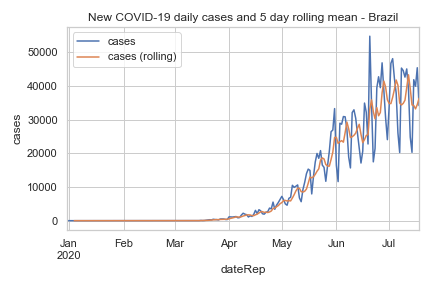 New COVID-19 daily cases and 5 day rolling mean - Brazil
cases
cases (rolling)
50000
40000
30000
20000
10000
0
cases
Jan Feb Mar Apr May Jun Jul
2020
dateRep